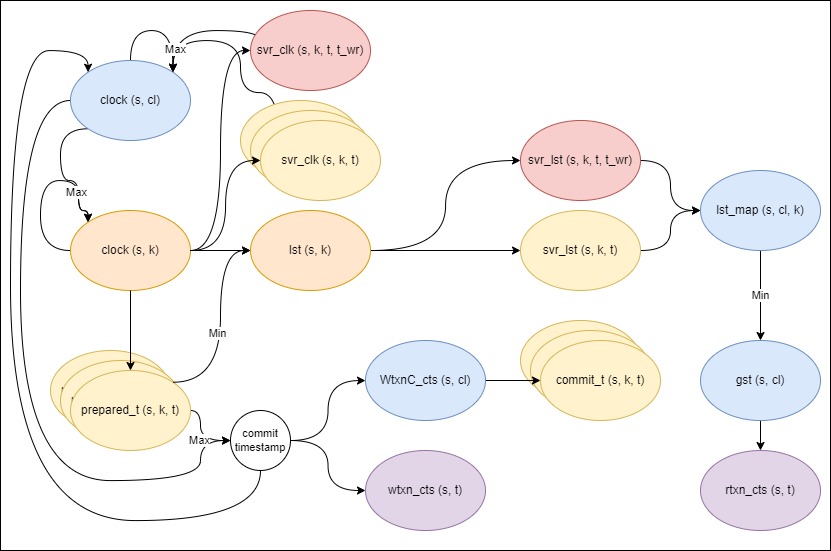 svr_clk (s, k, t, t_wr)
Max
clock (s, cl)
svr_clk (s, k, t)
svr_lst (s, k, t, t_wr)
Max
lst_map (s, cl, k)
clock (s, k)
lst (s, k)
svr_lst (s, k, t)
Min
Min
prepared_t (s, k, t)
WtxnC_cts (s, cl)
commit_t (s, k, t)
gst (s, cl)
Max
commit
timestamp
wtxn_cts (s, t)
rtxn_cts (s, t)